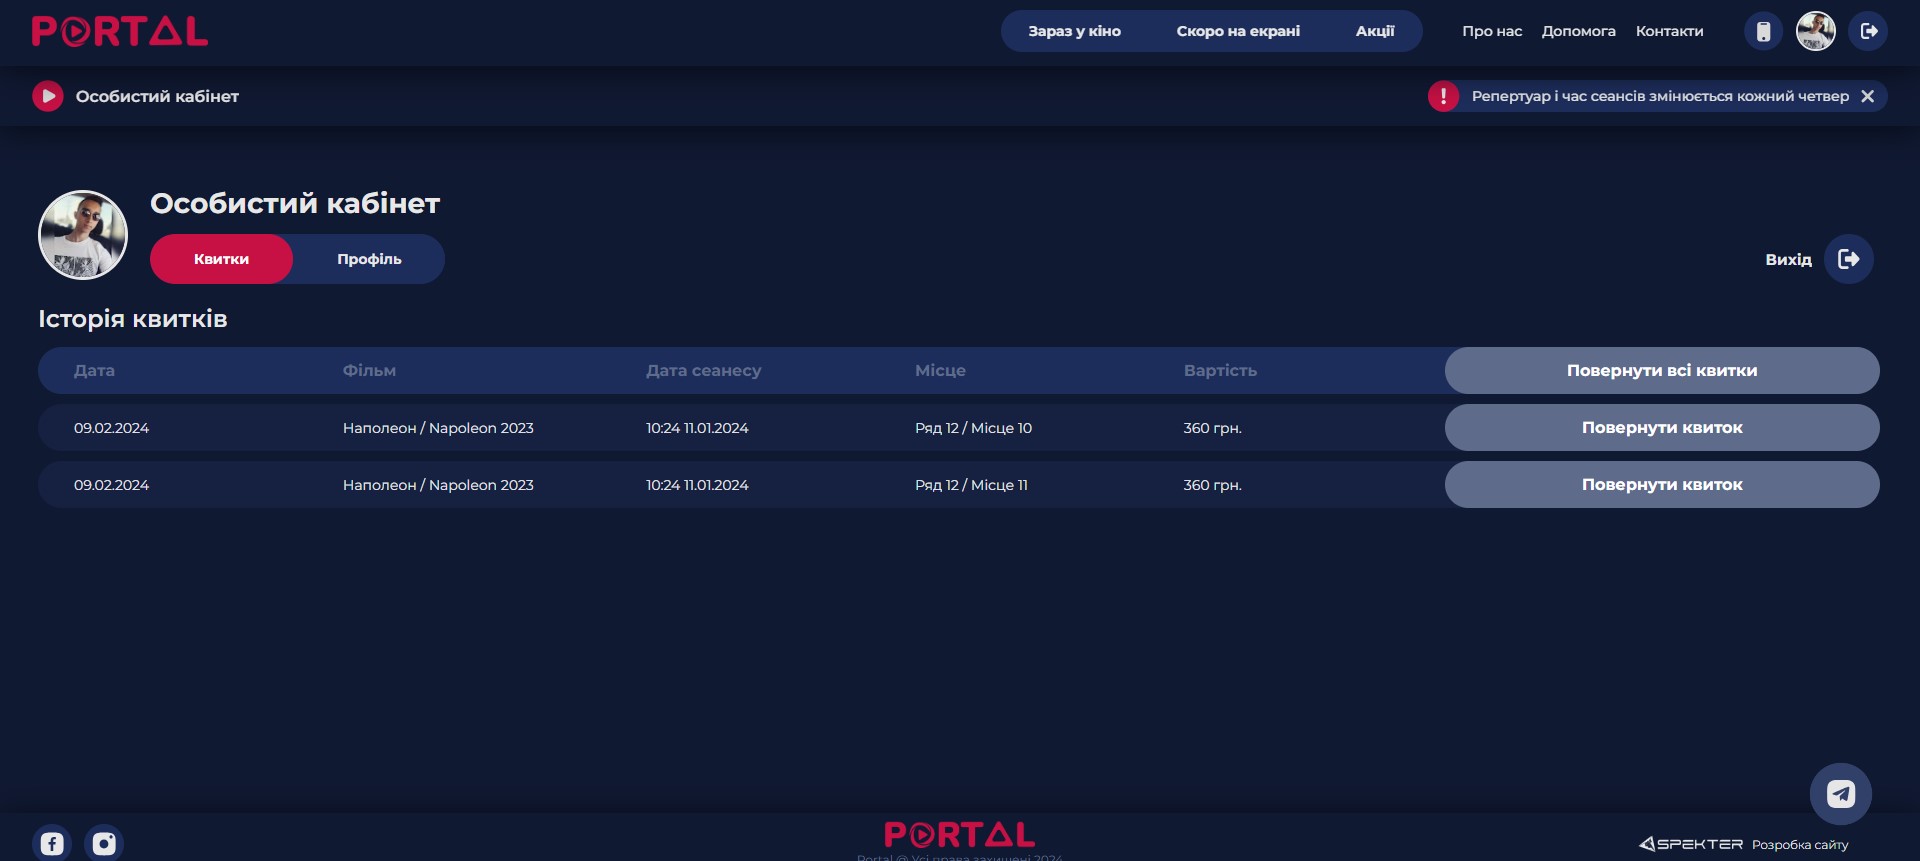 PORTAL
Зараз у кіно Скоро на екрані Акції Про нас Допомога Контакти
Особистий кабінет
! Репертуар і час сеансів змінюється кожний четвер
Особистий кабінет
Квитки Профіль
Вихід
Історія квитків
Дата Фільм Дата сеанесу Місце Вартість Повернути всі квитки
09.02.2024 Наполеон / Napoleon 2023 10:24 11.01.2024 Ряд 12 / Місце 10 360 грн. Повернути квиток
09.02.2024 Наполеон / Napoleon 2023 10:24 11.01.2024 Ряд 12 / Місце 11 360 грн. Повернути квиток
PORTAL
SPEKTER Розробка сайту
Portal @ Усі права захищені 2024